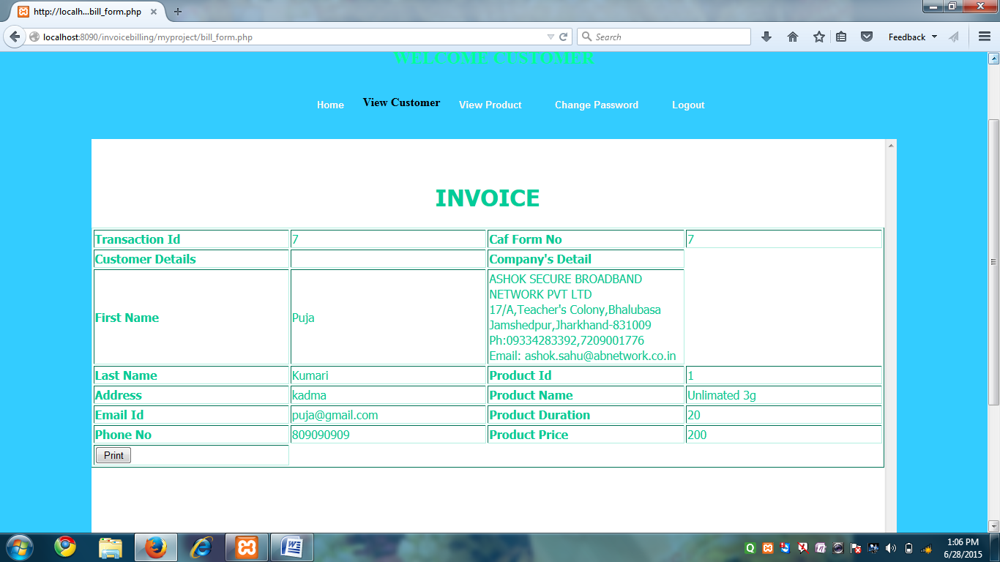 http://localh...bill_form.php
localhost:8090/invoicebilling/myproject/bill_form.php
Search
Feedback
WELCOME CUSTOMER
Home View Customer View Product Change Password Logout
INVOICE
Transaction Id 7 Caf Form No 7
Customer Details Company's Detail
First Name Puja
ASHOK SECURE BROADBAND
NETWORK PVT LTD
17/A,Teacher's Colony,Bhalubasa
Jamshedpur,Jharkhand-831009
Ph:09334283392,7209001776
Email: ashok.sahu@abnetwork.co.in
Last Name Kumari Product Id 1
Address kadma Product Name Unlimated 3g
Email Id puja@gmail.com Product Duration 20
Phone No 809090909 Product Price 200
Print
1:06 PM
6/28/2015